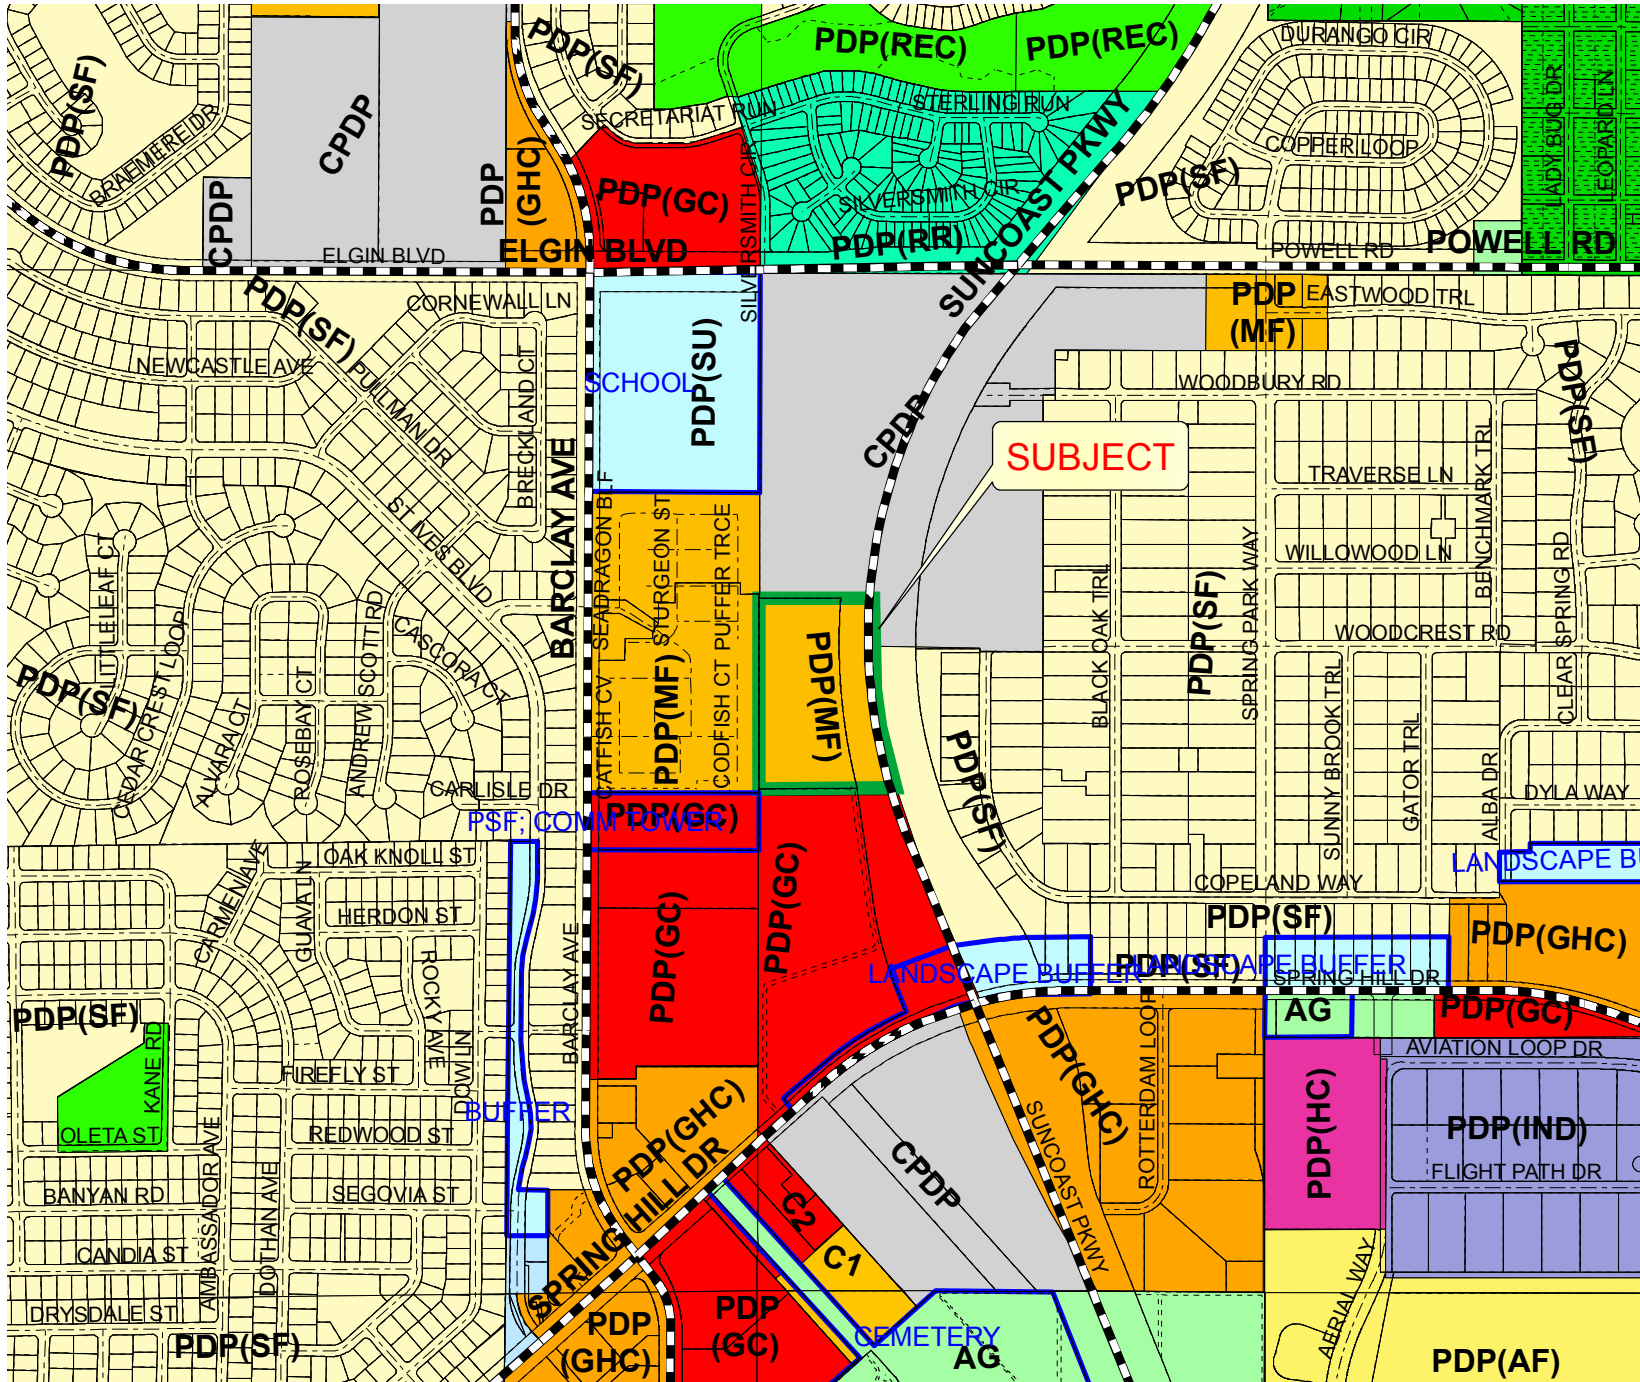 DURANGO CIR
PDP(SF)
PDP(REC)
PDP(REC)
PDP(SF)
LADY BUG DR
LEOPARD LN
SECRETARIAT RUN
STERLING RUN
BRAEMERE DR
CPDP
COPPER LOOP
PDP
(GHC)
PDP(GC)
SILVERSMITH CIR
SILVERSMITH CIR
SUNCOAST PKWY
PDP(SF)
CPDP
ELGIN BLVD
ELGIN BLVD
PDP(RR)
POWELL RD
POWELL RD
PDP(SF)
CORNEWALL LN
PDP
(MF)
EASTWOOD TRL
NEWCASTLE AVE
PULMAN DR
BRECKLAND CT
SCHOOL
PDP(SU)
CPDP
WOODBURY RD
PDP(SF)
SUBJECT
TRAVERSE LN
BENCHMARK TRL
BARCLAY AVE
ST IVES BLVD
SEADRAGON BLF
STURGEON ST
PUFFER TRCE
WILLOWOOD LN
LITTLELEAF CT
CEDAR CREST LOOP
ANDREW SCOTT RD
CASCORA CT
BLACK OAK TRL
PDP(SF)
SPRING PARK WAY
WOODCREST RD
CLEAR SPRING RD
PDP(SF)
ALVARA CT
ROSEBAY CT
CATFISH CV
PDP(MF)
CODFISH CT
PDP(MF)
PDP(SF)
SUNNY BROOK TRL
GATOR TRL
ALBA DR
CARLISLE DR
DYLA WAY
PDP(GC)
PSF; COMM TOWER
OAK KNOLL ST
CARMEN AVE
GUAVA LN
HERDON ST
LANDSCAPE BU
COPELAND WAY
PDP(SF)
PDP(GC)
PDP(GC)
PDP(GHC)
BARCLAY AVE
ROCKY AVE
LANDSCAPE BUFFER
PDP(SF)
LANDSCAPE BUFFER
SPRING HILL DR
PDP(SF)
KANE RD
AG
PDP(GC)
AVIATION LOOP DR
FIREFLY ST
PDP(GHC)
ROTTERDAM LOOP
BUFFER
OLETA ST
REDWOOD ST
PDP(GHC)
PDP(HC)
PDP(IND)
FLIGHT PATH DR
BANYAN RD
SEGOVIA ST
SPRING HILL DR
CPDP
C2
C1
SUNCOAST PKWY
AMBASSADOR AVE
DOTHAN AVE
CANDIA ST
DRYSDALE ST
PDP(SF)
PDP
(GHC)
PDP
(GC)
CEMETERY
AG
AERIAL WAY
PDP(AF)